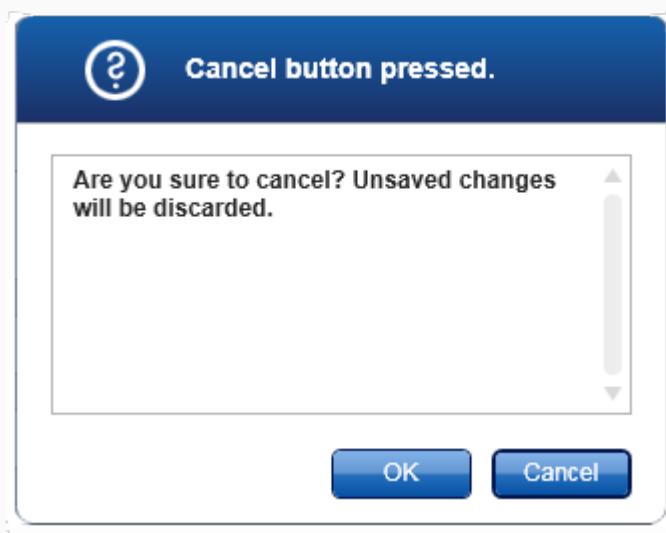 Cancel button pressed.
Are you sure to cancel? Unsaved changes
will be discarded.
OK
Cancel